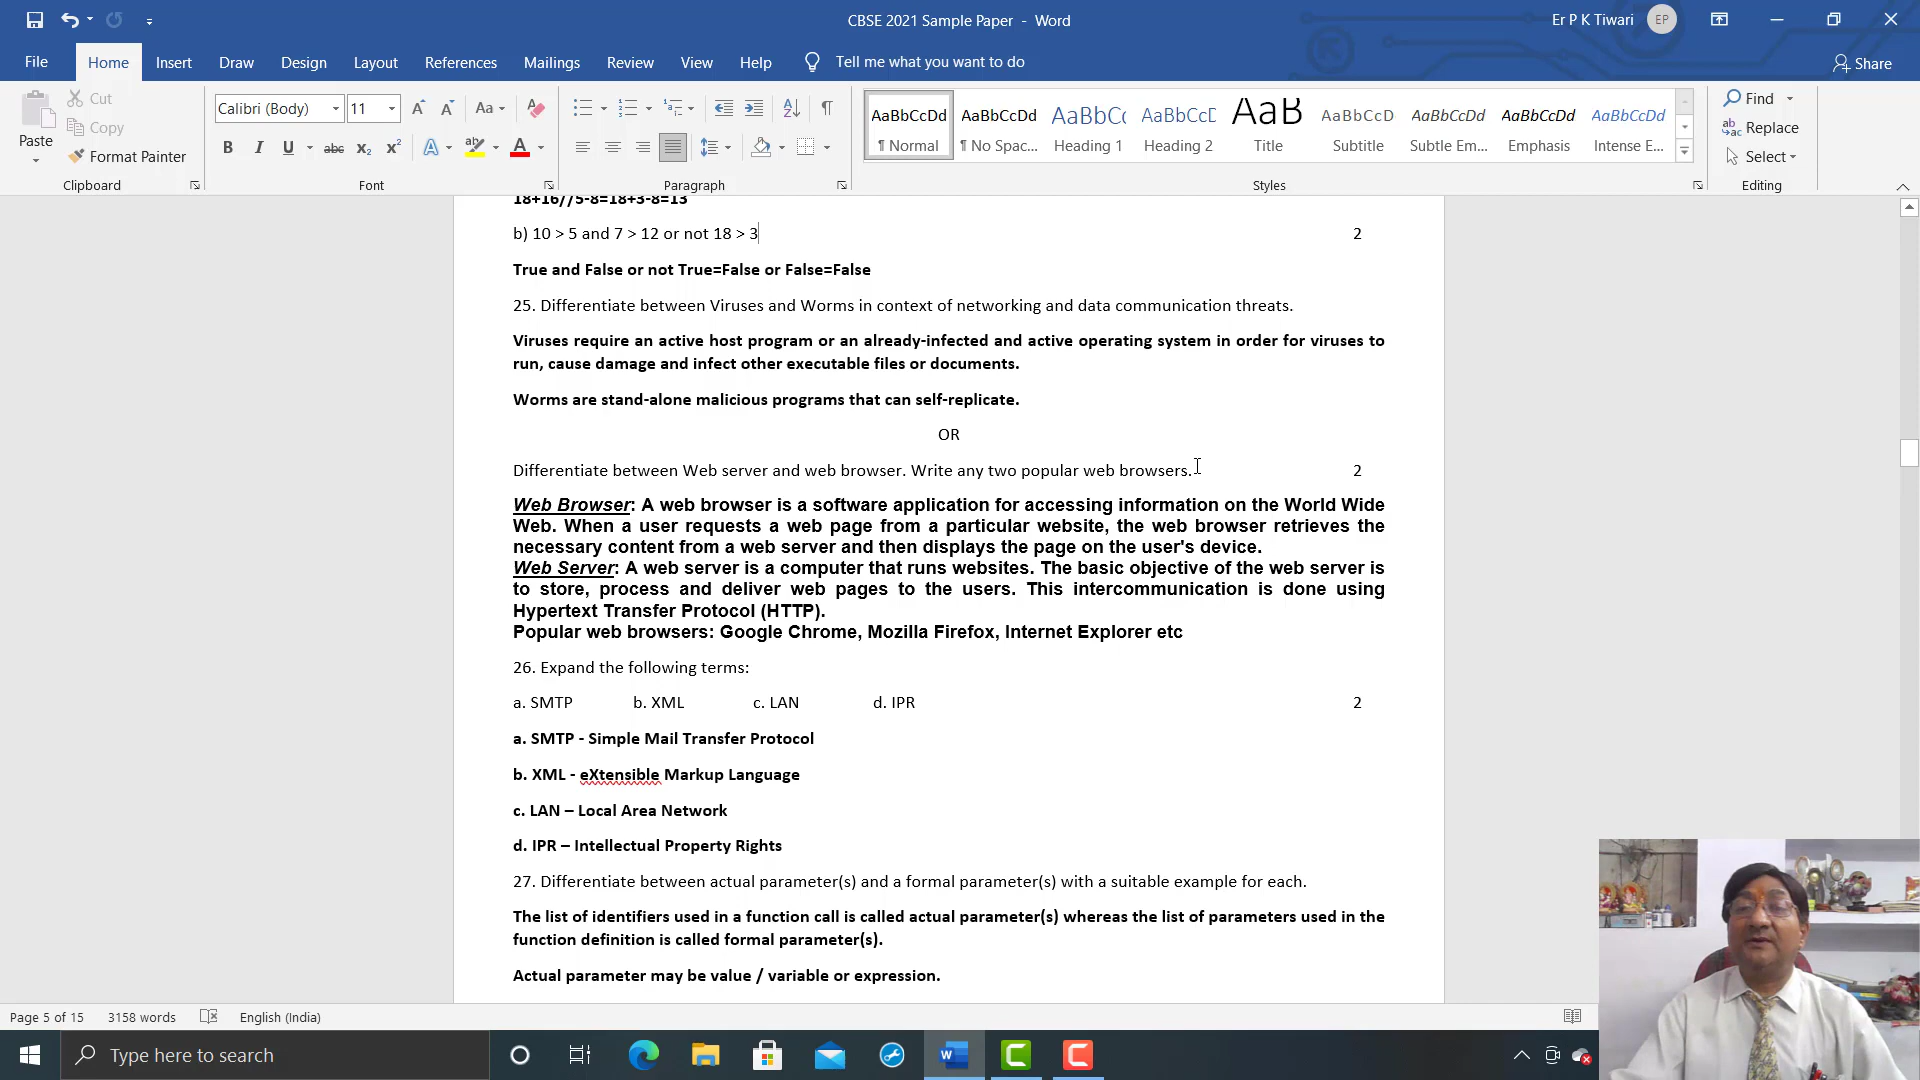 CBSE 2021 Sample Paper - Word
Er P K Tiwari
EP
File
Home
Insert
Draw
Design
Layout
References
Mailings
Review
View
Help
Tell me what you want to do
Share
Paste
Cut
Copy
Format Painter
Clipboard
Calibri (Body)
11
Font
Paragraph
AaBbCcDd
¶ Normal
AaBbCcDd
¶ No Spac...
AaBbCc
Heading 1
AaBbCcD
Heading 2
AaB
Title
AaBbCcD
Subtitle
AaBbCcDd
Subtle Em...
AaBbCcDd
Emphasis
AaBbCcDd
Intense E...
Styles
Find
Replace
Select
Editing
18+16//5-8=18+3-8=13
b) 10 > 5 and 7 > 12 or not 18 > 3 2
True and False or not True=False or False=False
25. Differentiate between Viruses and Worms in context of networking and data communication threats.
Viruses require an active host program or an already-infected and active operating system in order for viruses to
run, cause damage and infect other executable files or documents.
Worms are stand-alone malicious programs that can self-replicate.
OR
Differentiate between Web server and web browser. Write any two popular web browsers. 2
Web Browser: A web browser is a software application for accessing information on the World Wide
Web. When a user requests a web page from a particular website, the web browser retrieves the
necessary content from a web server and then displays the page on the user's device.
Web Server: A web server is a computer that runs websites. The basic objective of the web server is
to store, process and deliver web pages to the users. This intercommunication is done using
Hypertext Transfer Protocol (HTTP).
Popular web browsers: Google Chrome, Mozilla Firefox, Internet Explorer etc
26. Expand the following terms:
a. SMTP b. XML c. LAN d. IPR 2
a. SMTP - Simple Mail Transfer Protocol
b. XML - eXtensible Markup Language
c. LAN – Local Area Network
d. IPR – Intellectual Property Rights
27. Differentiate between actual parameter(s) and a formal parameter(s) with a suitable example for each.
The list of identifiers used in a function call is called actual parameter(s) whereas the list of parameters used in the
function definition is called formal parameter(s).
Actual parameter may be value / variable or expression.
Page 5 of 15
3158 words
English (India)
Type here to search